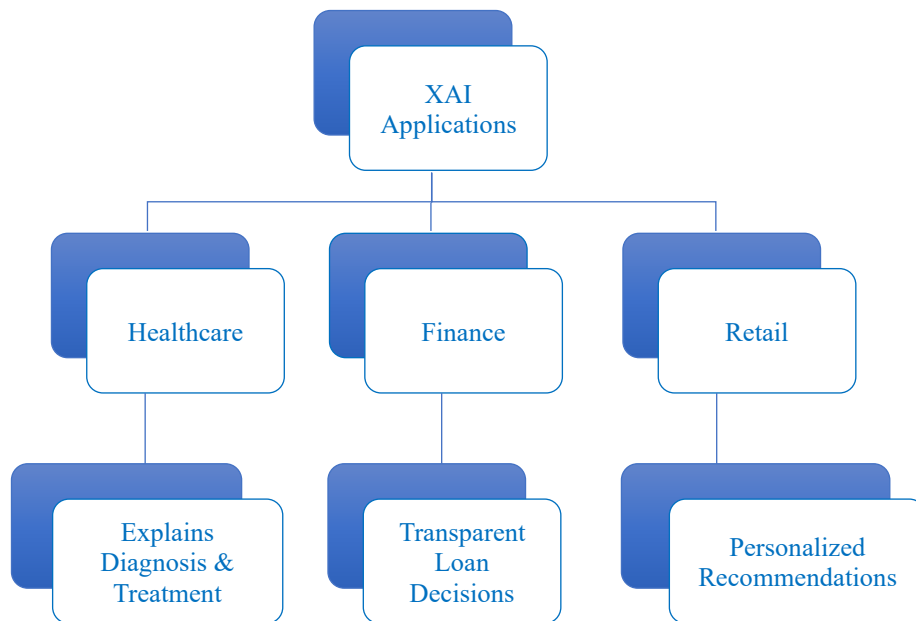 XAI
Applications
Healthcare
Finance
Retail
Explains
Diagnosis &
Treatment
Transparent
Loan
Decisions
Personalized
Recommendations